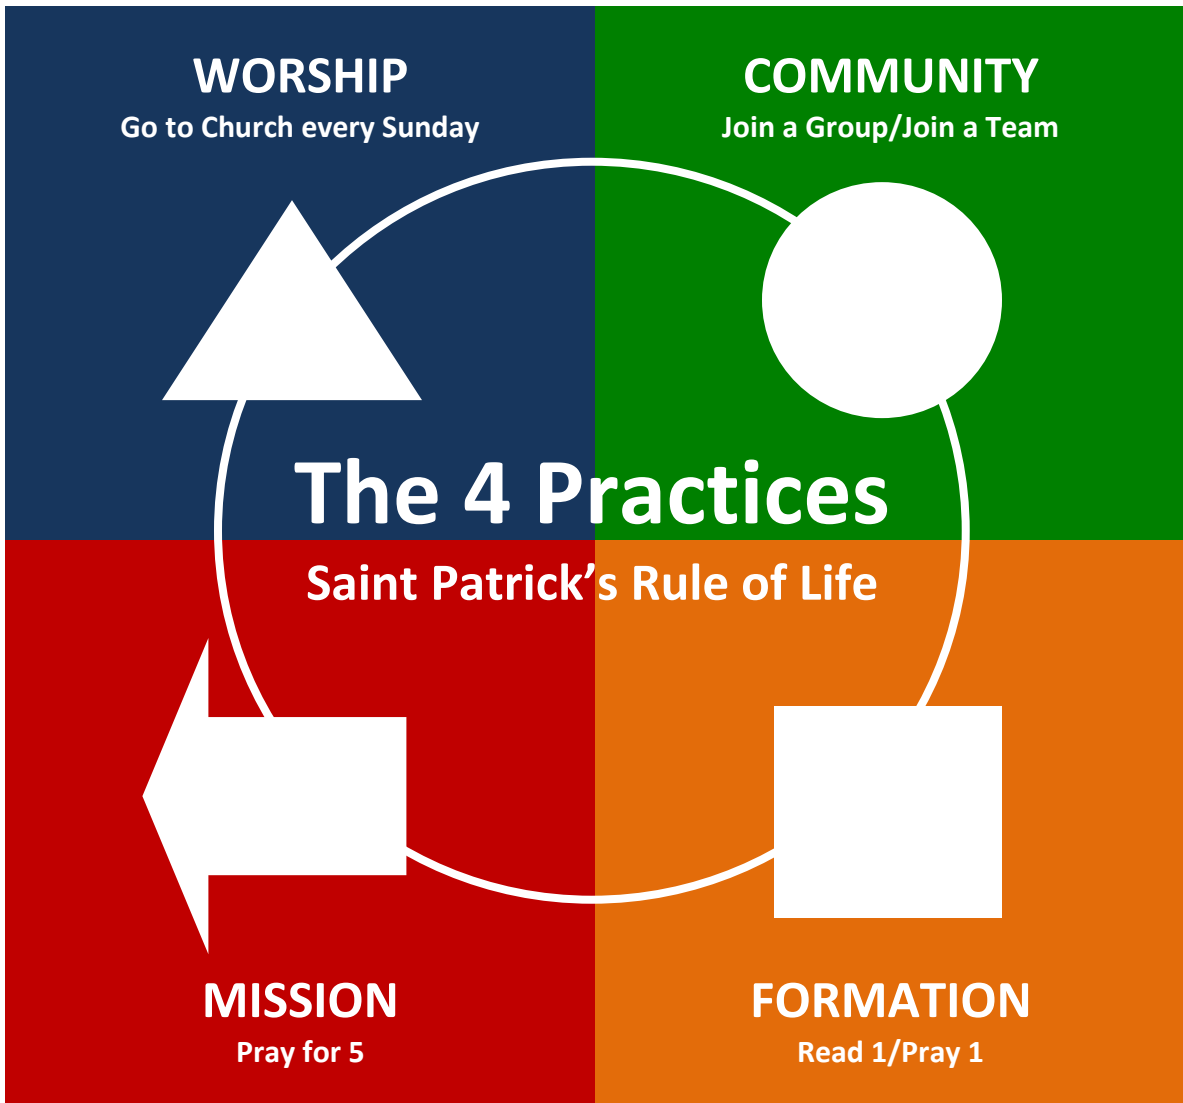 WORSHIP
Go to Church every Sunday
COMMUNITY
Join a Group/Join a Team
The 4 Practices
Saint Patrick’s Rule of Life
MISSION
Pray for 5
FORMATION
Read 1/Pray 1